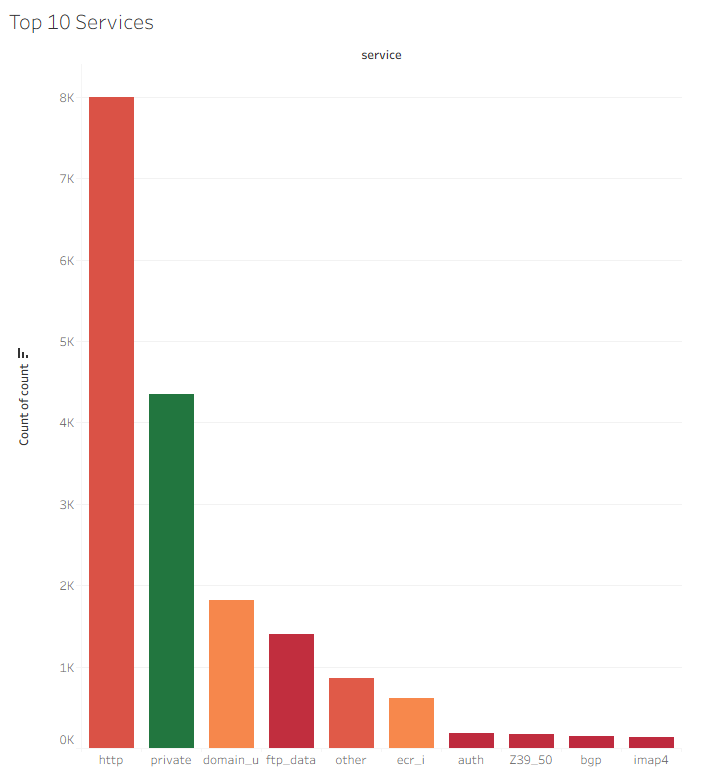 Top 10 Services
service
Count of count
8K
7K
6K
5K
4K
3K
2K
1K
0K
http private domain_u ftp_data other ecr_i auth Z39_50 bgp imap4